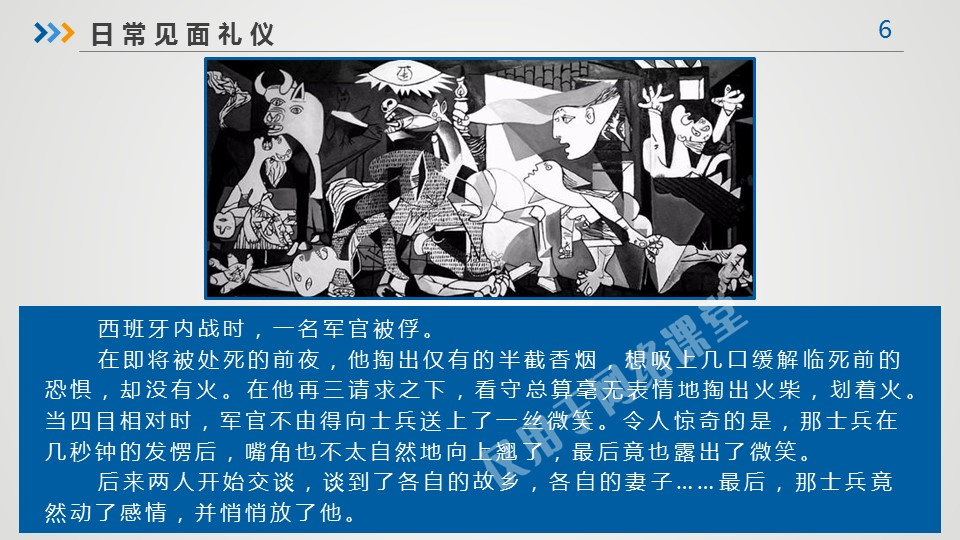 日常见面礼仪
6
西班牙内战时，一名军官被俘。
在即将被处死的前夜，他掏出仅有的半截香烟，想吸上几口缓解临死前的
恐惧，却没有火。在他再三请求之下，看守总算毫无表情地掏出火柴，划着火。
当四目相对时，军官不由得向士兵送上了一丝微笑。令人惊奇的是，那士兵在
几秒钟的发愣后，嘴角也不太自然地向上翘了，最后竟也露出了微笑。
后来两人开始交谈，谈到了各自的故乡，各自的妻子……最后，那士兵竟
然动了感情，并悄悄放了他。
仅用于网络课堂